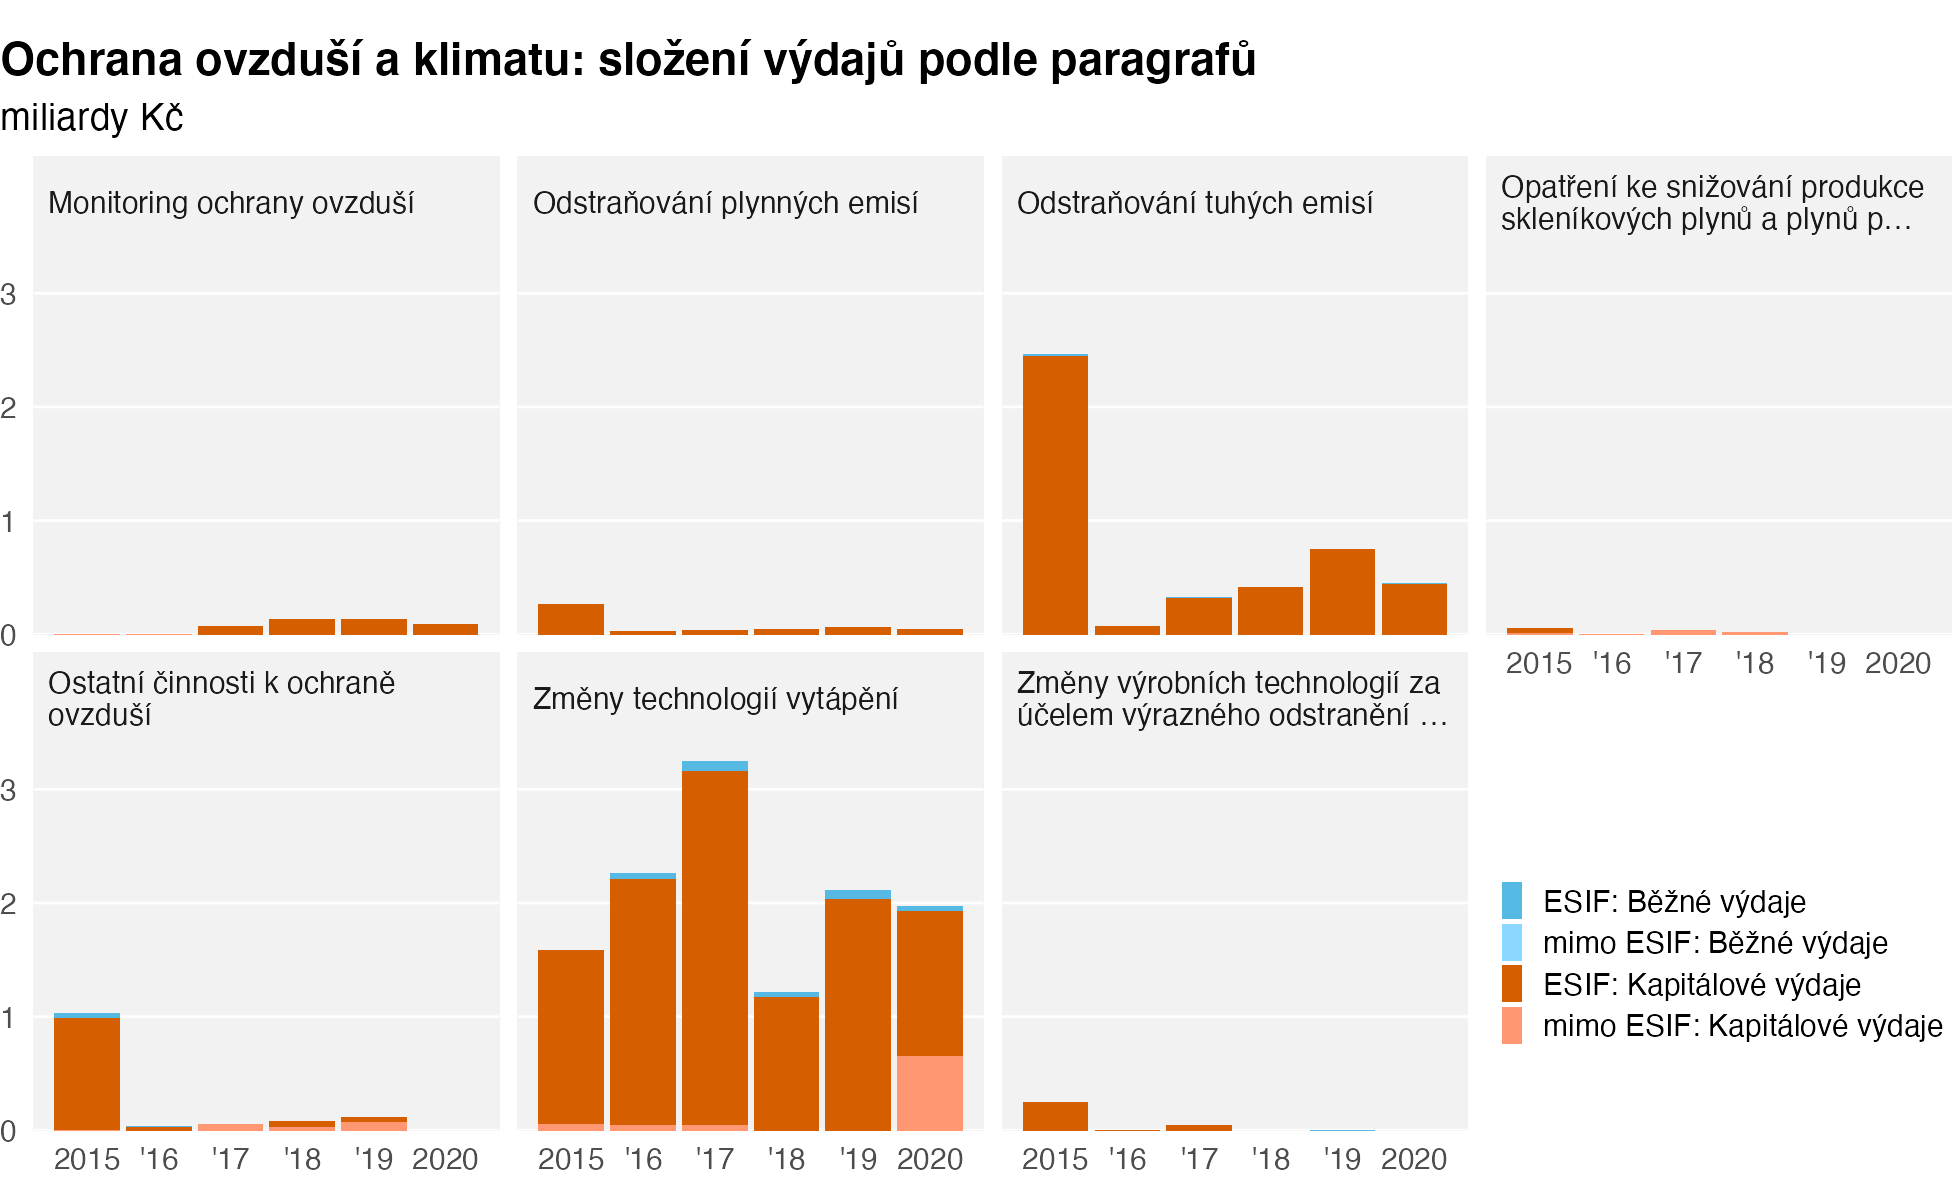 Ochrana ovzduší a klimatu: složení výdajů podle paragrafů
miliardy Kč
Monitoring ochrany ovzduší
Odstraňování plynných emisí
Odstraňování tuhých emisí
Opatření ke snižování produkce
skleníkových plynů a plynů p…
3
2
1
0
2015 '16 '17 '18 '19 2020
Ostatní činnosti k ochraně
ovzduší
Změny technologií vytápění
Změny výrobních technologií za
účelem výrazného odstranění …
3
2
1
0
2015 '16 '17 '18 '19 2020
2015 '16 '17 '18 '19 2020
2015 '16 '17 '18 '19 2020
ESIF: Běžné výdaje
mimo ESIF: Běžné výdaje
ESIF: Kapitálové výdaje
mimo ESIF: Kapitálové výdaje